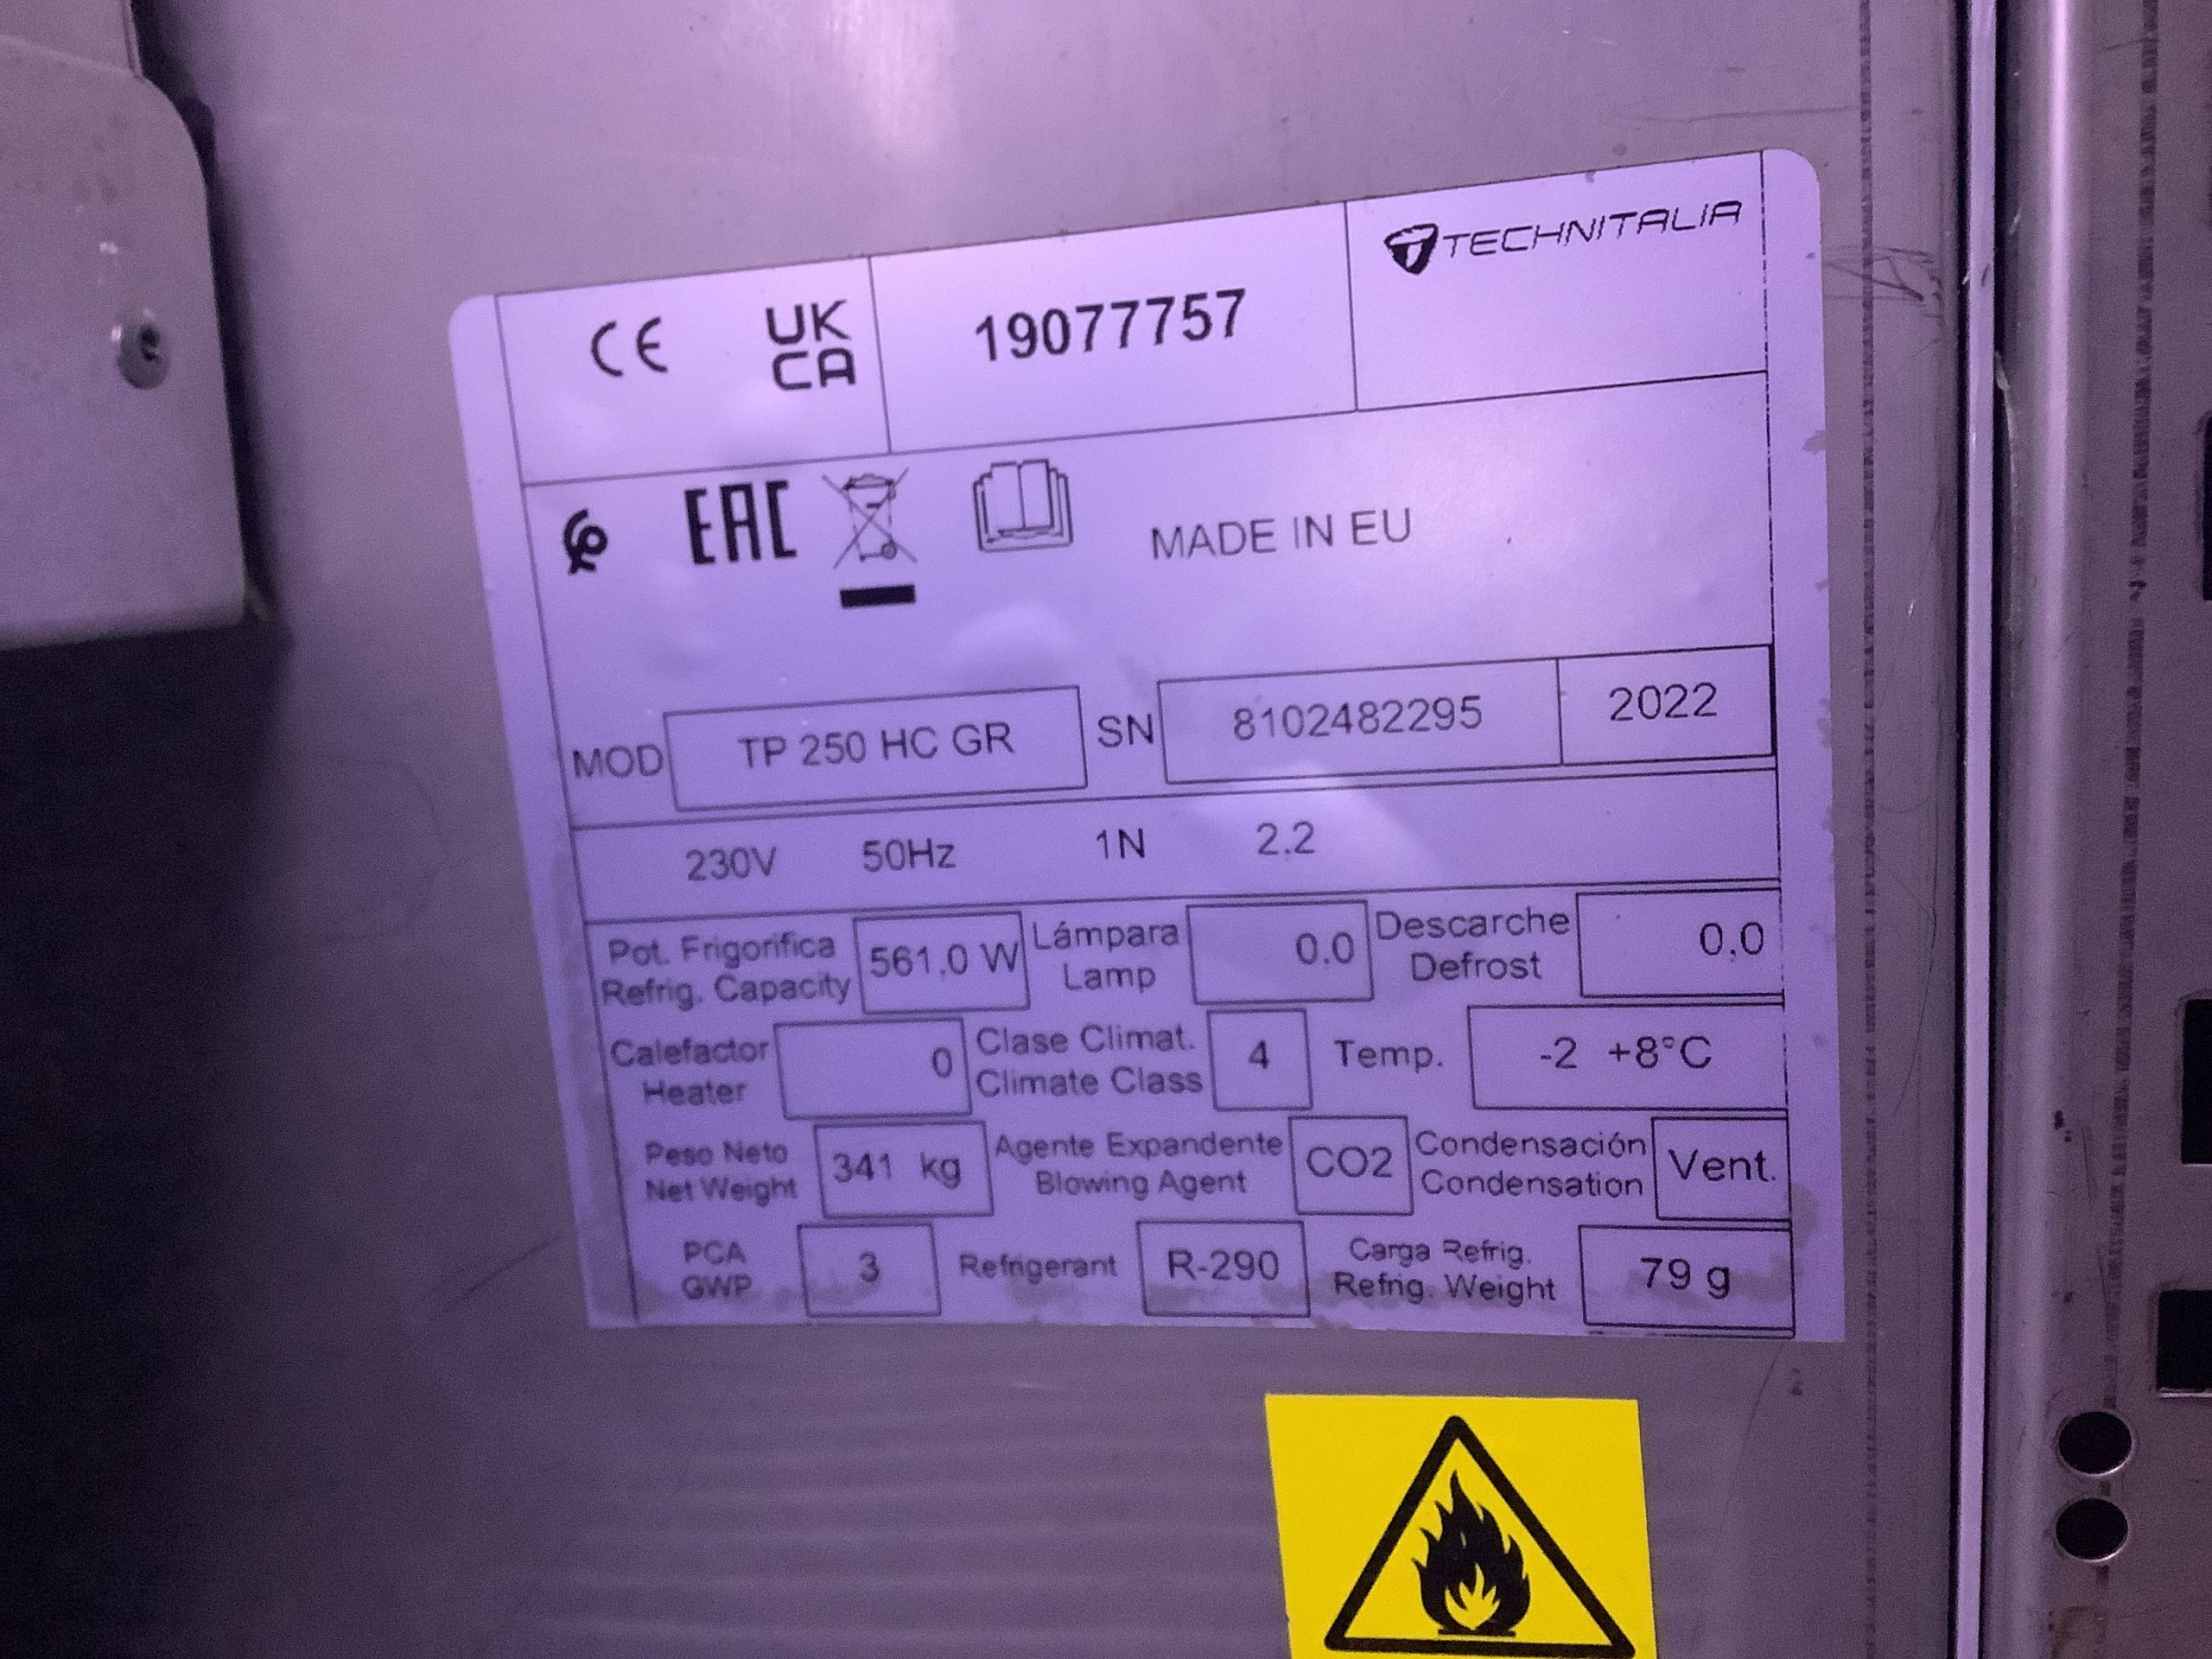 CE UK CA 19077757 TECHNITALIA
EAC MADE IN EU
MOD TP 250 HC GR SN 8102482295 2022
230V 50Hz 1N 2.2
Pot. Frigorífica
Refrig. Capacity
561.0 W
Lámpara
Lamp
0.0
Descarche
Defrost
0.0
Calefactor
Heater
0
Clase Climat.
Climate Class
4
Temp.
-2 +8°C
Peso Neto
Net Weight
341 kg
Agente Expandente
Blowing Agent
CO2
Condensación
Condensation
Vent.
PCA
GWP
3
Refrigerant
R-290
Carga Refrig.
Refrig. Weight
79 g